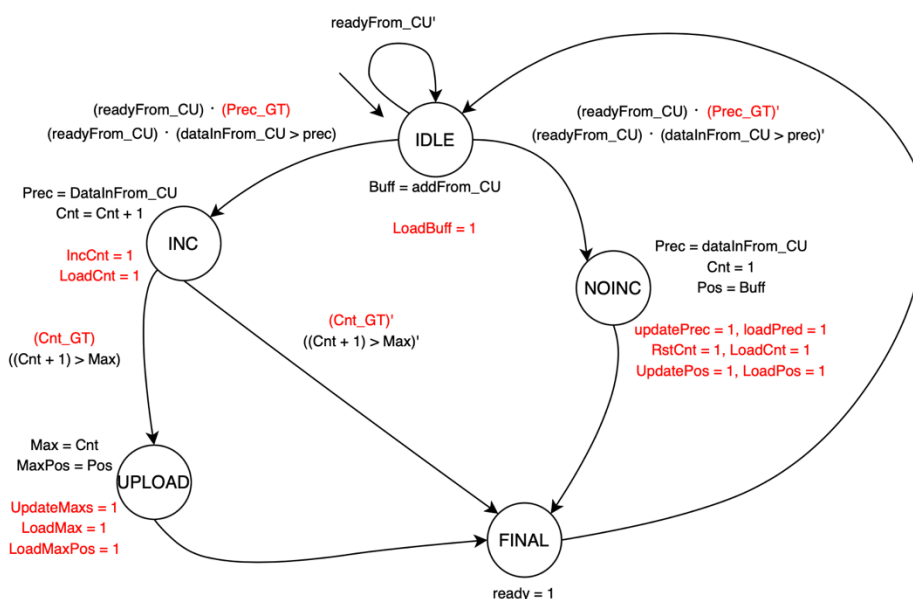 readyFrom_CU'
(readyFrom_CU) · (Prec_GT)
(readyFrom_CU) · (dataInFrom_CU > prec)
(readyFrom_CU) · (Prec_GT)'
(readyFrom_CU) · (dataInFrom_CU > prec)'
IDLE
Buff = addFrom_CU
LoadBuff = 1
Prec = DataInFrom_CU
Cnt = Cnt + 1
INC
IncCnt = 1
LoadCnt = 1
Prec = dataInFrom_CU
Cnt = 1
Pos = Buff
NOINC
updatePrec = 1, loadPred = 1
RstCnt = 1, LoadCnt = 1
UpdatePos = 1, LoadPos = 1
(Cnt_GT)
((Cnt + 1) > Max)
(Cnt_GT)'
((Cnt + 1) > Max)'
Max = Cnt
MaxPos = Pos
UPLOAD
UpdateMaxs = 1
LoadMax = 1
LoadMaxPos = 1
FINAL
ready = 1